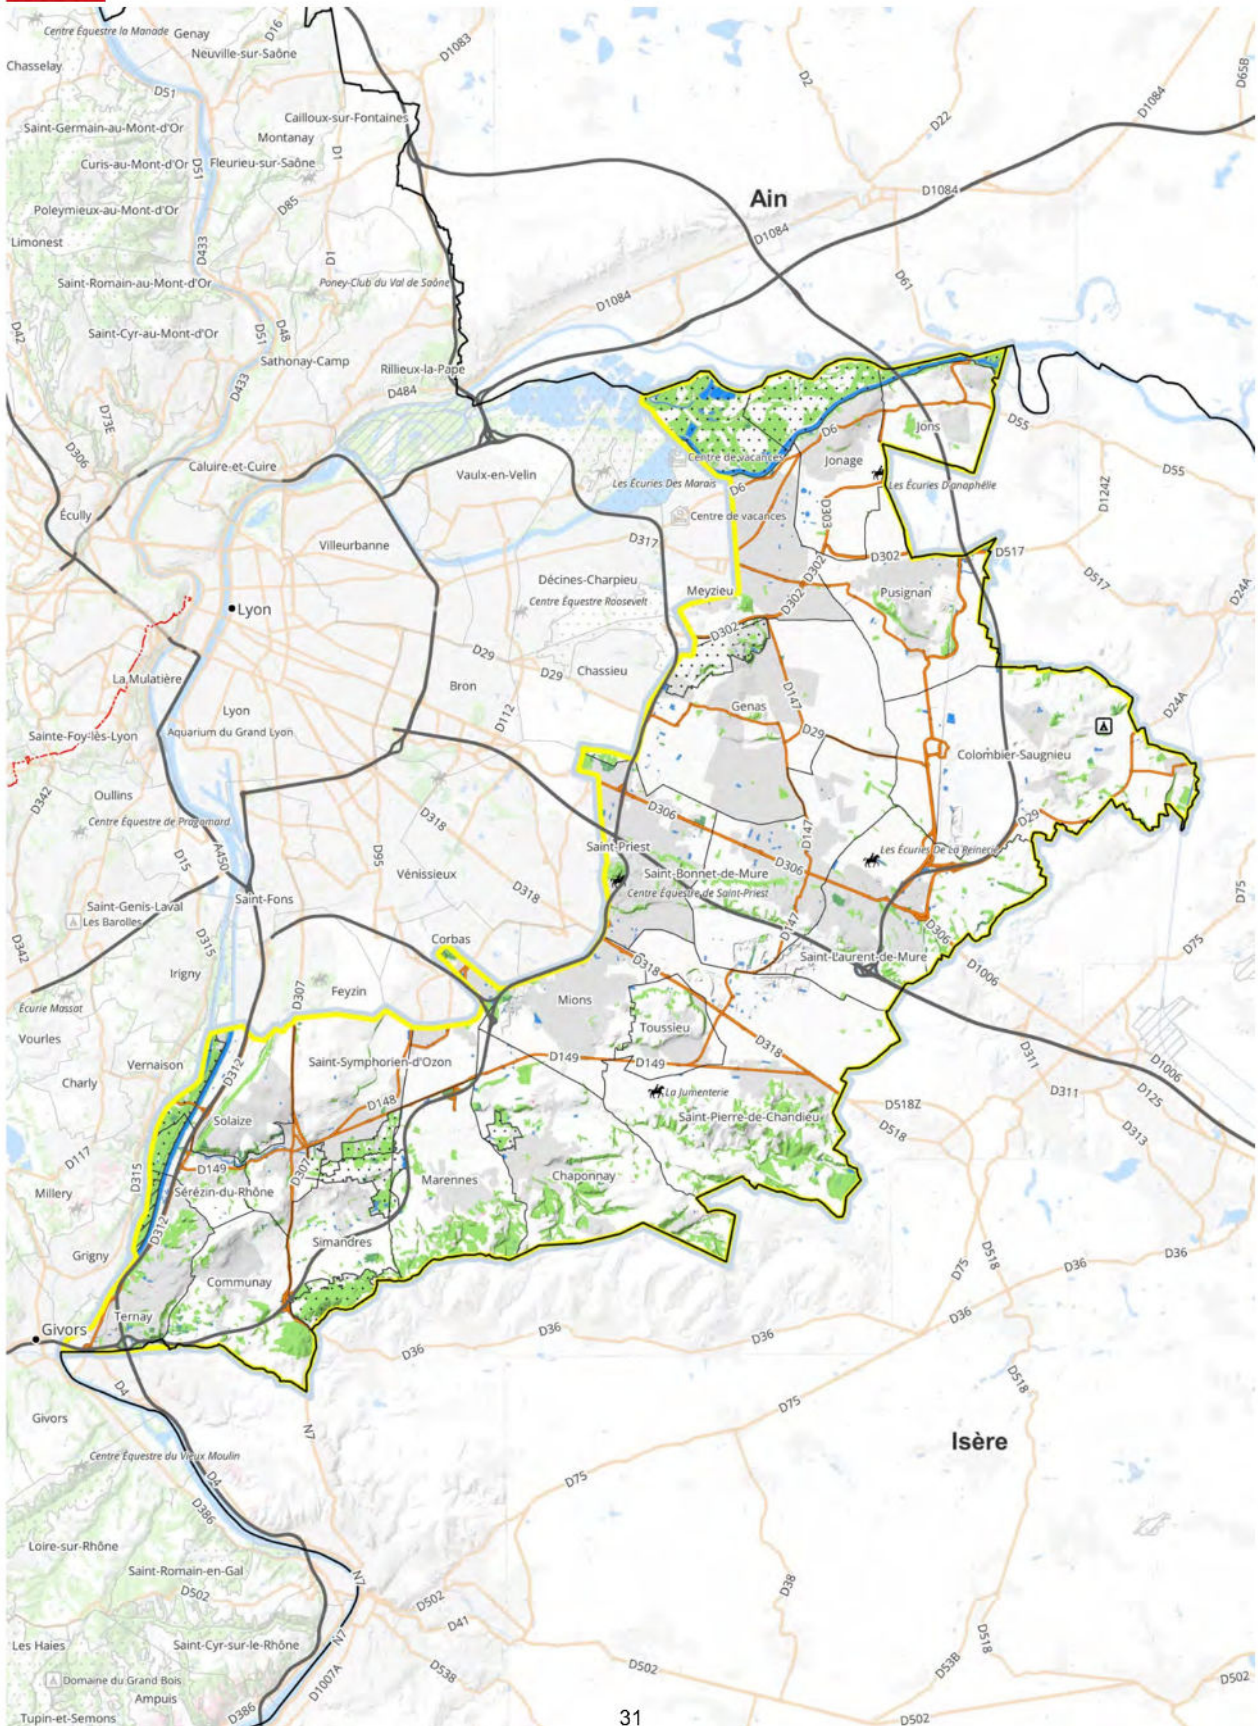 Centre Équestre la Manade
Genay
D16
Neuville-sur-Saône
D1083
Chasselay
D51
D2
D65B
D1084
Saint-Germain-au-Mont-d'Or
Cailloux-sur-Fontaines
Montanay
D22
Curis-au-Mont-d'Or
D51
Fleurieu-sur-Saône
D1
D85
Ain
D1084
Poleymieux-au-Mont-d'Or
Limonest
D433
D1
D1084
Saint-Romain-au-Mont-d'Or
Poney-Club du Val de Saône
D61
D1084
D42
Saint-Cyr-au-Mont-d'Or
D51
D48
Sathonay-Camp
Rillieux-la-Pape
D433
D484
D73E
D306
D6
Jons
D55
Caluire-et-Cuire
Vaulx-en-Velin
Centre de vacances
Jonage
D55
Les Écuries Des Marais
D6
Les Écuries D'anaphélie
D124Z
Écully
Centre de vacances
D303
Villeurbanne
D317
D302
D302
D517
Décines-Charpieu
D517
Meyzieu
Pusignan
D24A
Centre Équestre Roosevelt
D302
Lyon
D302
D29
D29
Chassieu
La Mulatière
Bron
D147
D24A
Genas
Lyon
D112
Sainte-Foy-lès-Lyon
Aquarium du Grand Lyon
D29
Colombier-Saugnieu
D342
Oullins
D306
D29
Centre Équestre de Pragomard
D318
D147
D15
A450
D95
Saint-Priest
Les Écuries De La Reinerie
Vénissieux
D306
Saint-Bonnet-de-Mure
D318
Centre Équestre de Saint-Priest
D75
Saint-Genis-Laval
Saint-Fons
Les Barolles
D147
D306
D342
D315
Corbas
D318
Saint-Laurent-de-Mure
D1006
D75
Irigny
D307
Feyzin
Écurie Massot
Mions
Vourles
Toussieu
D318
D311
D1006
Vernaison
D312
Saint-Symphorien-d'Ozon
D149
D149
Charly
La Jumenterie
D311
D125
D148
D518Z
D313
Solaize
Saint-Pierre-de-Chandieu
D518
D117
D315
D149
D307
Millery
Sérézin-du-Rhône
Marennes
Chaponnay
D312
Simandres
Grigny
D518
D36
D36
D75
Communay
Ternay
D36
Givors
D36
D36
D36
D4
D518
Givors
N7
D75
Isère
Centre Équestre du Vieux Moulin
D4
D75
D386
Loire-sur-Rhône
Saint-Romain-en-Gal
D502
N7
D502
D38
D41
Les Haies
Saint-Cyr-sur-le-Rhône
N7
D518
D502
D538
D53B
D502
Domaine du Grand Bois
D1007A
Ampuis
D386
Tupin-et-Semons
31
D502